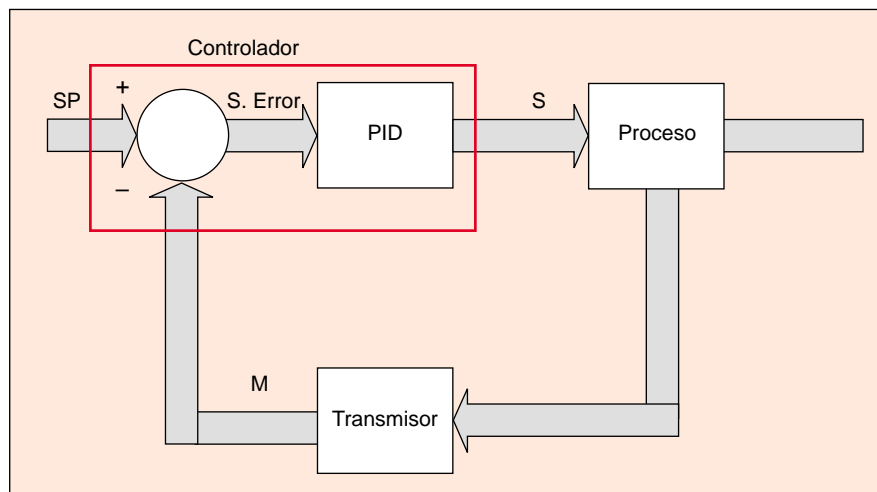 Controlador
+
SP
S. Error
PID
S
Proceso
–
M
Transmisor